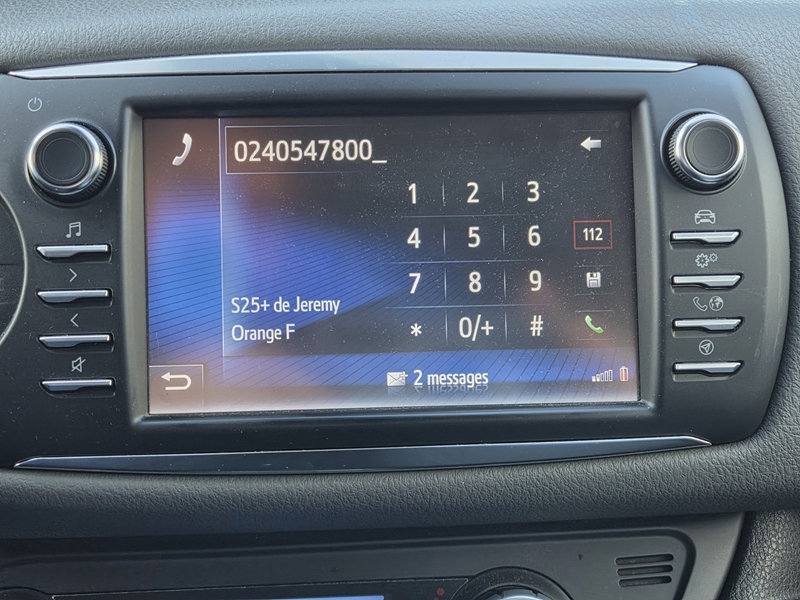 0240547800_
1 2 3
4 5 6
112
7 8 9
* 0/+ #
S25+ de Jeremy
Orange F
2 messages